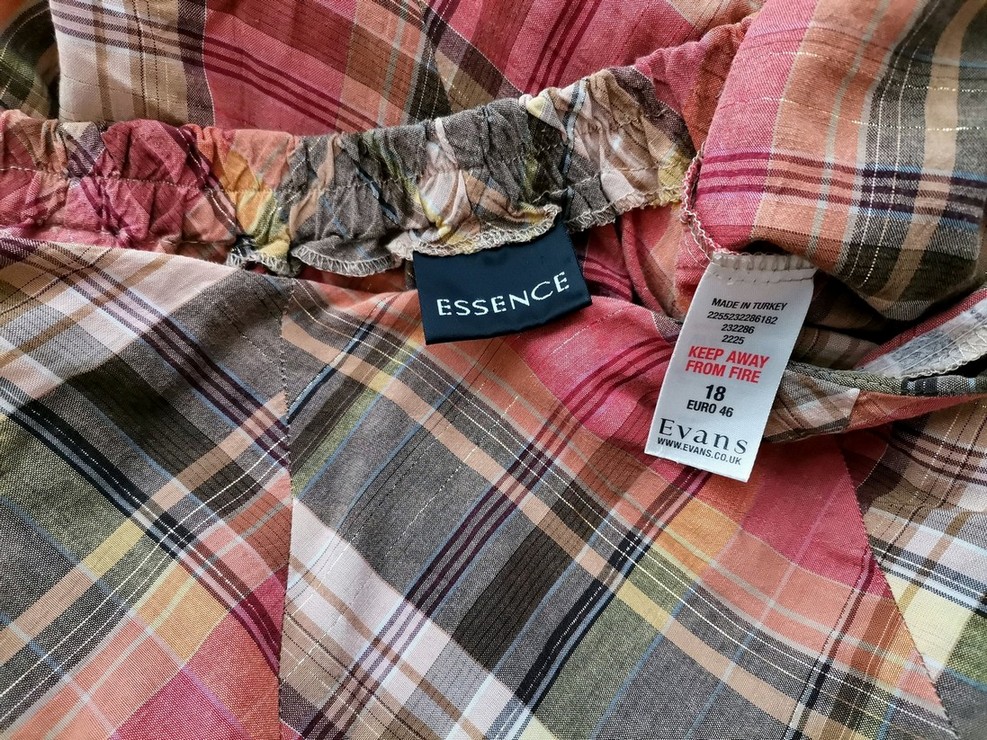 ESSENCE
MADE IN TURKEY
2255232286182
232286
2225
KEEP AWAY
FROM FIRE
18
EURO 46
Evans
WWW.EVANS.CO.UK